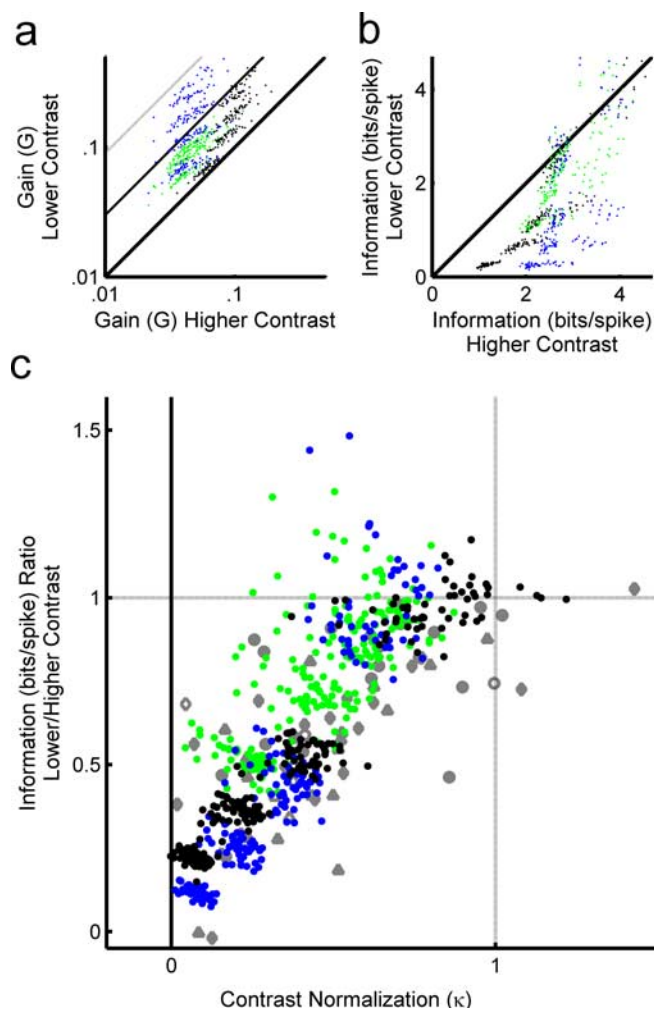 a
b
Gain (G)
Lower Contrast
.1
.01
.01
.1
Gain (G) Higher Contrast
Information (bits/spike)
Lower Contrast
4
2
0
0
2
4
Information (bits/spike)
Higher Contrast
c
Information (bits/spike) Ratio
Lower/Higher Contrast
1.5
1
0.5
0
0
1
Contrast Normalization (κ)